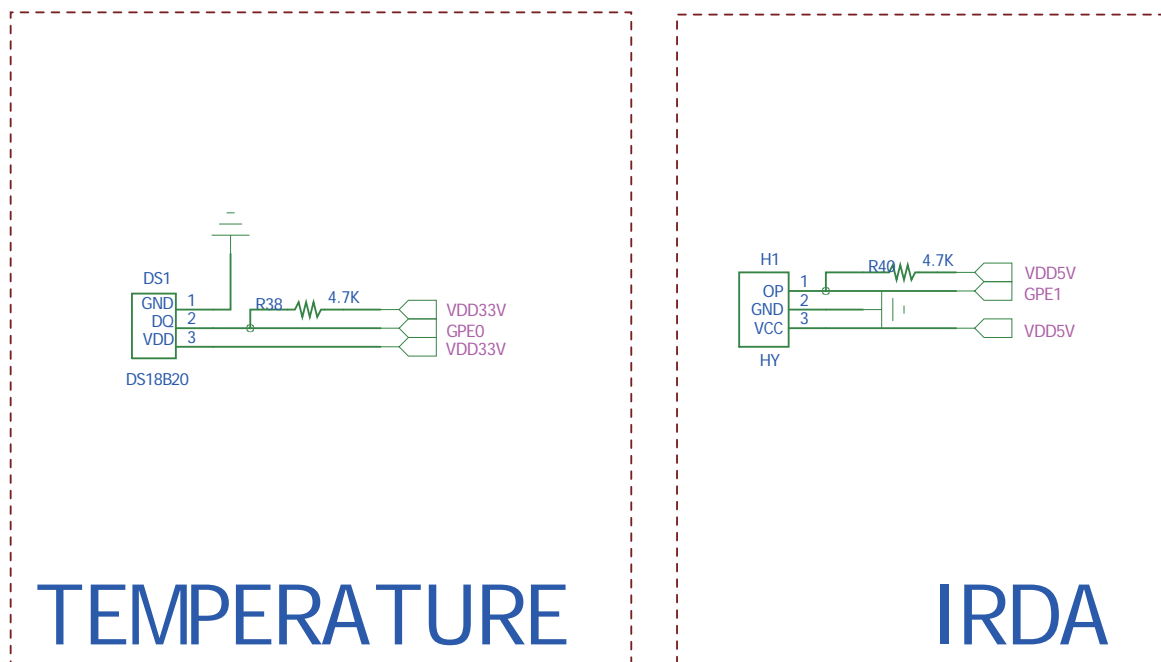 DS1
GND
DQ
VDD
1
2
3
DS18B20
R38
4.7K
VDD33V
GPE0
VDD33V
TEMPERATURE
H1
OP
GND
VCC
1
2
3
HY
R40
4.7K
VDD5V
GPE1
VDD5V
IRDA